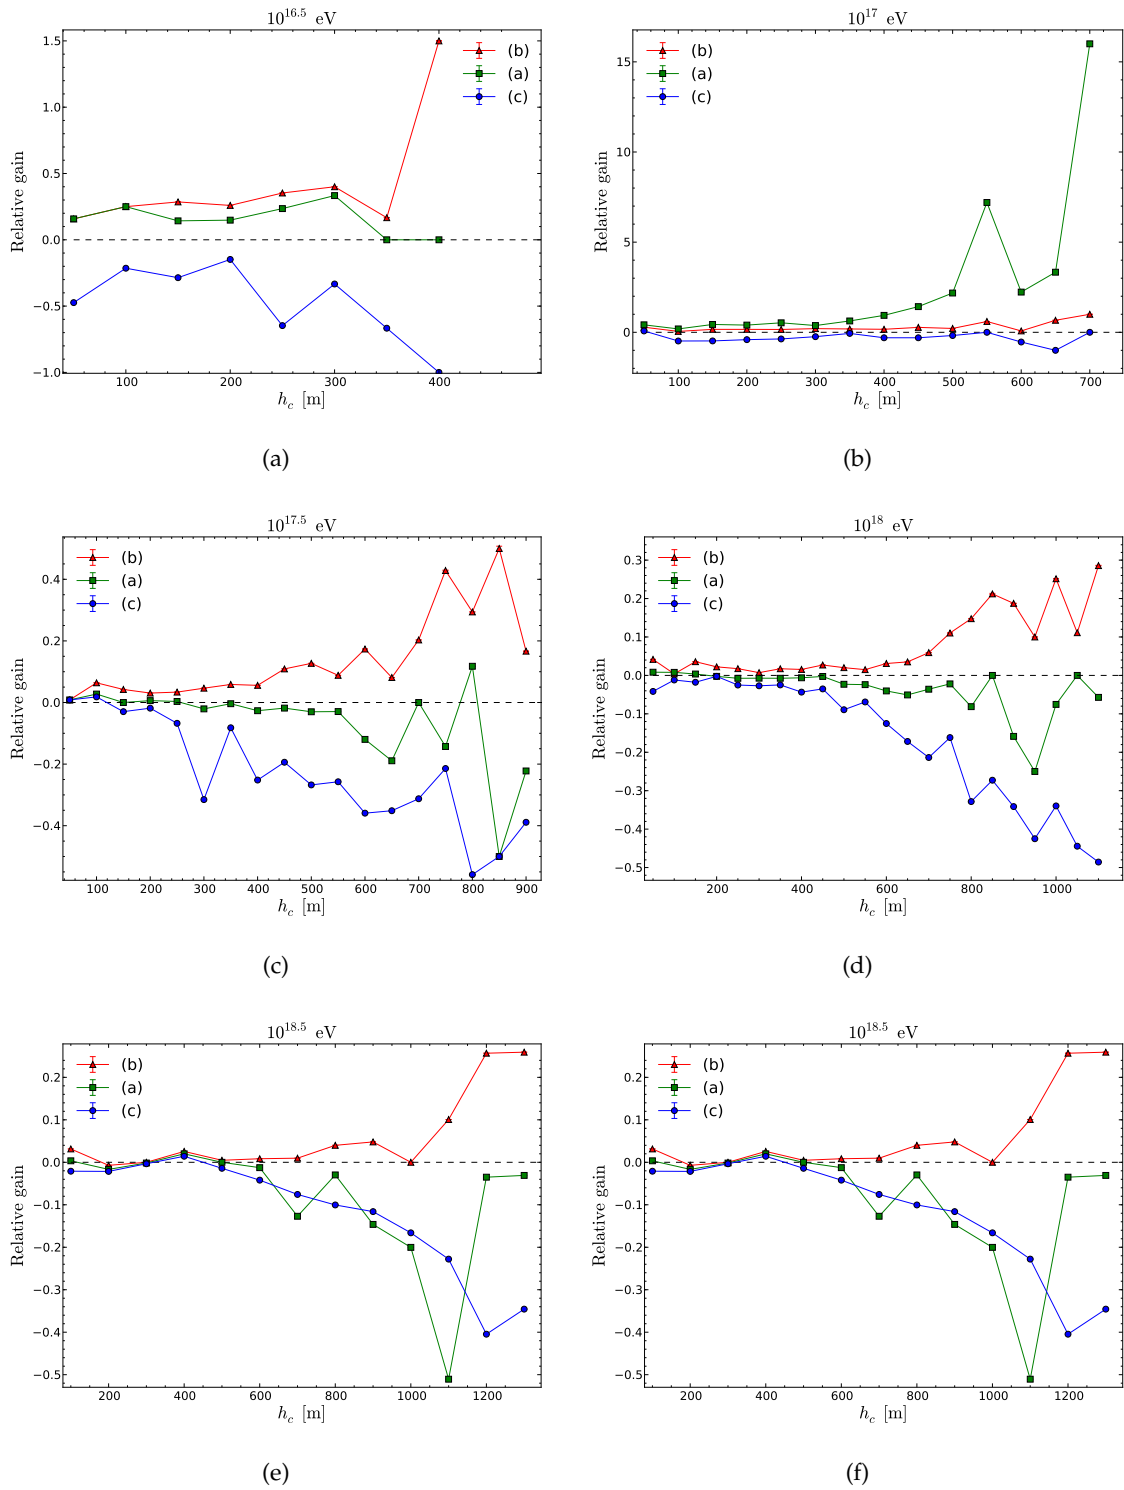 10^16.5 eV
Relative gain
1.5
1.0
0.5
0.0
−0.5
−1.0
(b)
(a)
(c)
100 200 300 400
h_c [m]
(a)
10^17 eV
Relative gain
15
10
5
0
(b)
(a)
(c)
100 200 300 400 500 600 700
h_c [m]
(b)
10^17.5 eV
Relative gain
0.4
0.2
0.0
−0.2
−0.4
(b)
(a)
(c)
100 200 300 400 500 600 700 800 900
h_c [m]
(c)
10^18 eV
Relative gain
0.3
0.2
0.1
0.0
−0.1
−0.2
−0.3
−0.4
−0.5
(b)
(a)
(c)
200 400 600 800 1000
h_c [m]
(d)
10^18.5 eV
Relative gain
0.2
0.1
0.0
−0.1
−0.2
−0.3
−0.4
−0.5
(b)
(a)
(c)
200 400 600 800 1000 1200
h_c [m]
(e)
10^18.5 eV
Relative gain
0.2
0.1
0.0
−0.1
−0.2
−0.3
−0.4
−0.5
(b)
(a)
(c)
200 400 600 800 1000 1200
h_c [m]
(f)